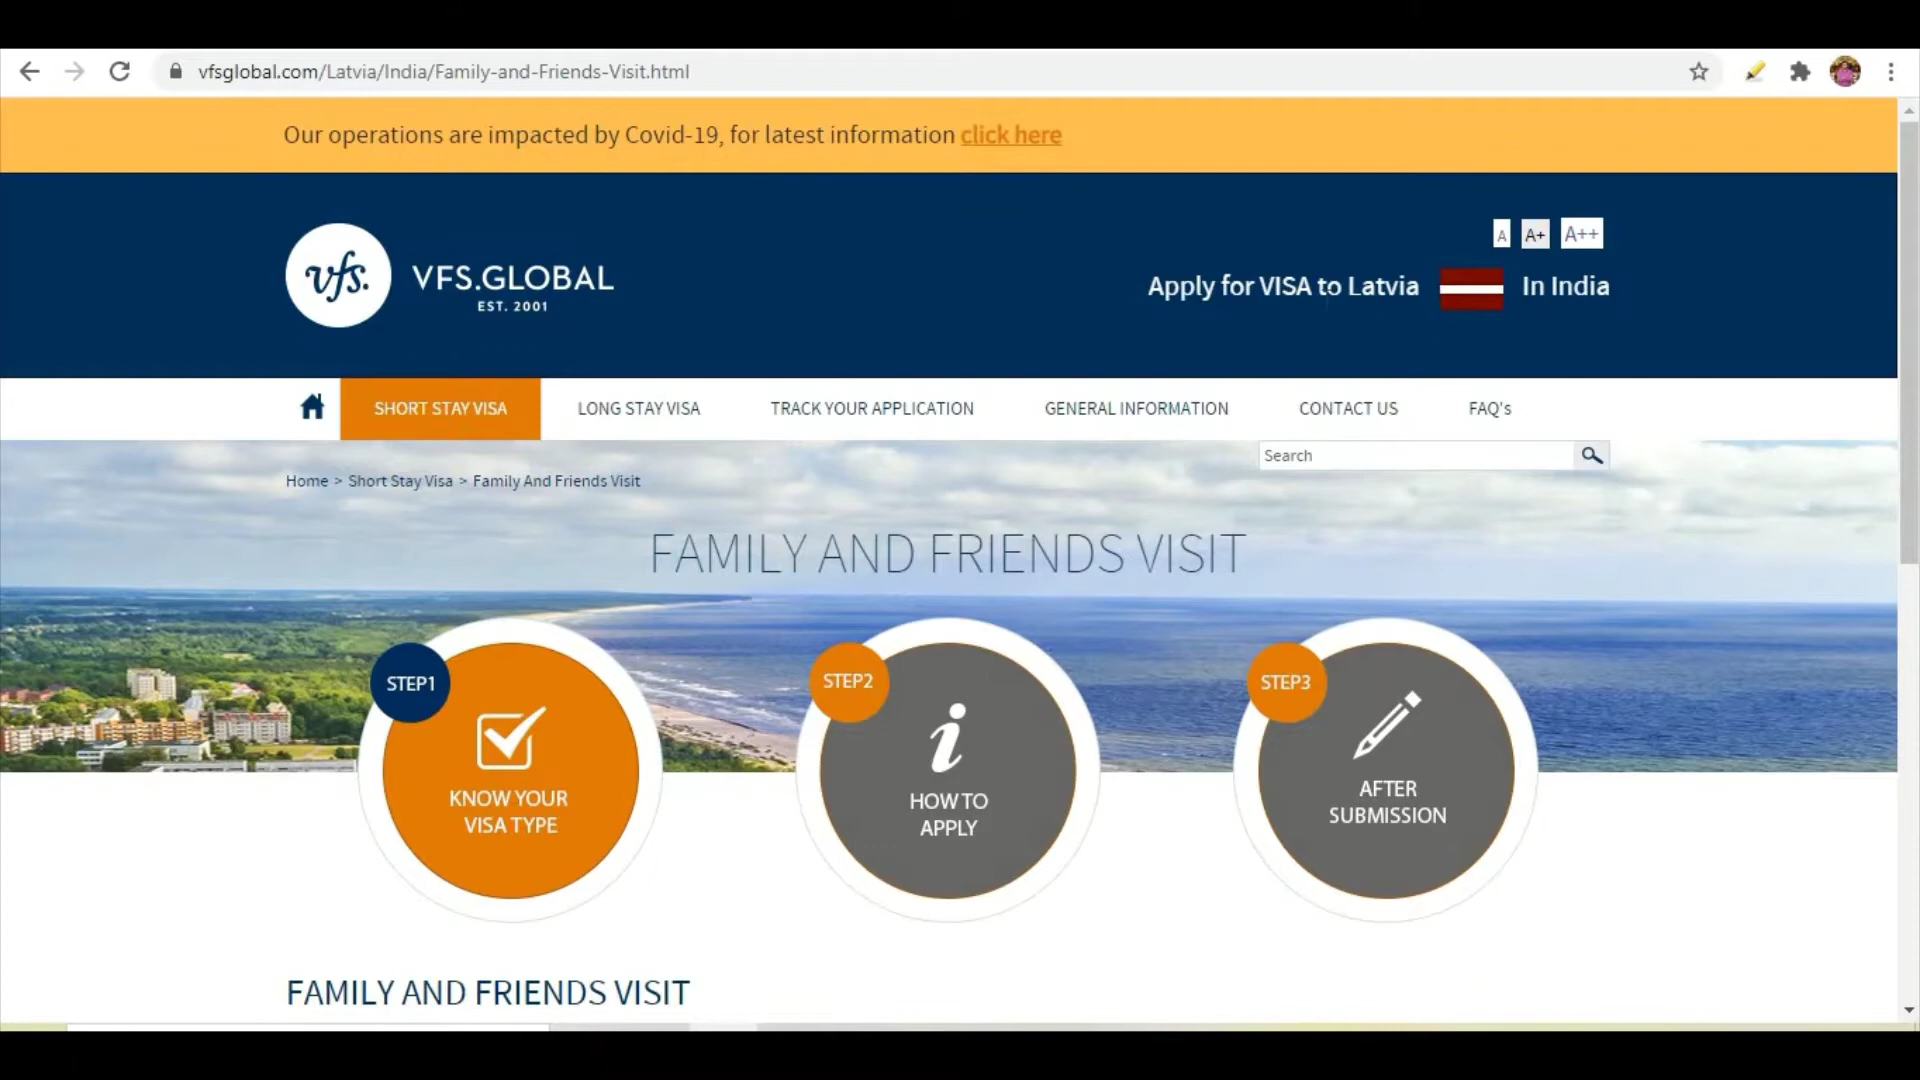 vfsglobal.com/Latvia/India/Family-and-Friends-Visit.html
Our operations are impacted by Covid-19, for latest information click here
A A+ A++
vfs. VFS.GLOBAL
EST. 2001
Apply for VISA to Latvia In India
SHORT STAY VISA LONG STAY VISA TRACK YOUR APPLICATION GENERAL INFORMATION CONTACT US FAQ's
Search
Home > Short Stay Visa > Family And Friends Visit
FAMILY AND FRIENDS VISIT
STEP1
KNOW YOUR
VISA TYPE
STEP2
HOW TO
APPLY
STEP3
AFTER
SUBMISSION
FAMILY AND FRIENDS VISIT